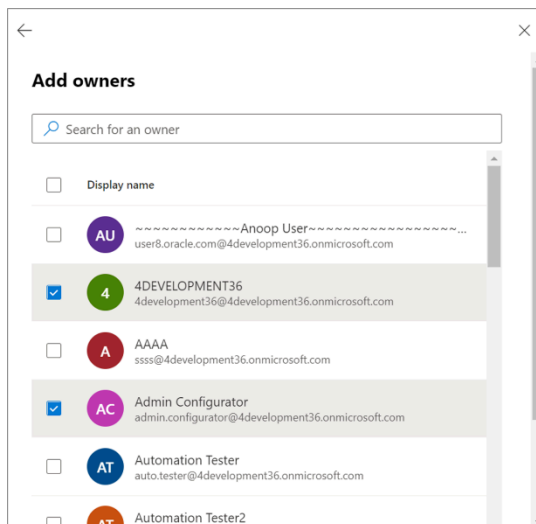 Add owners
Search for an owner
Display name
AU
~~~~~~~~~~~~Anoop User~~~~~~~~~~~~~~~~~...
user8.oracle.com@4development36.onmicrosoft.com
4
4DEVELOPMENT36
4development36@4development36.onmicrosoft.com
A
AAAA
ssss@4development36.onmicrosoft.com
AC
Admin Configurator
admin.configurator@4development36.onmicrosoft.com
AT
Automation Tester
auto.tester@4development36.onmicrosoft.com
AT
Automation Tester2